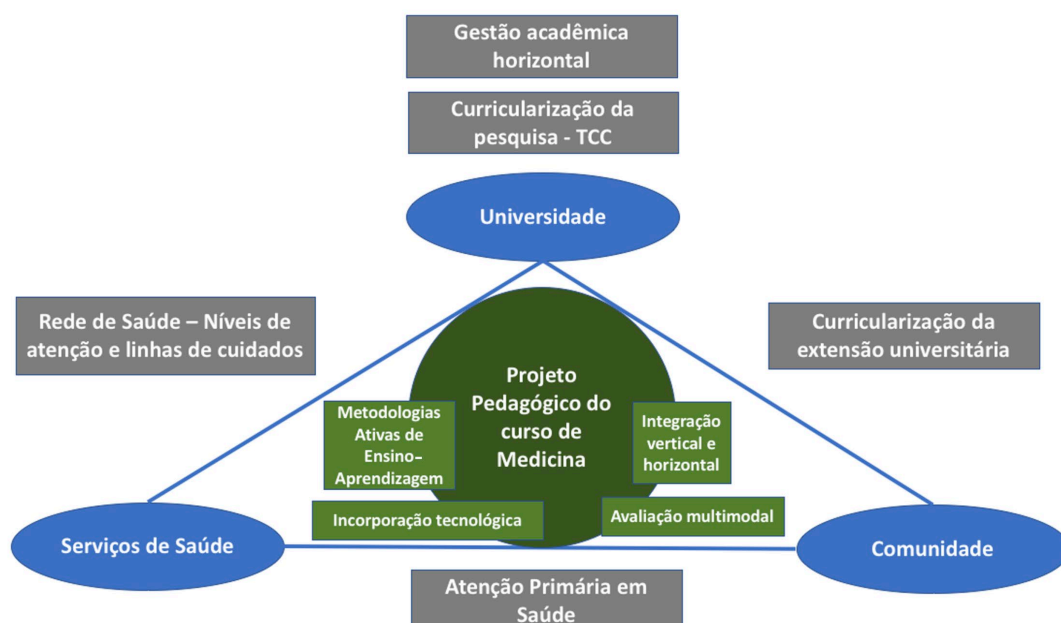 Gestão acadêmica
horizontal
Curricularização da
pesquisa - TCC
Universidade
Rede de Saúde – Níveis de
atenção e linhas de cuidados
Curricularização da
extensão universitária
Projeto
Pedagógico do
curso de
Medicina
Metodologias
Ativas de
Ensino–
Aprendizagem
Integração
vertical e
horizontal
Incorporação tecnológica
Avaliação multimodal
Serviços de Saúde
Comunidade
Atenção Primária em
Saúde